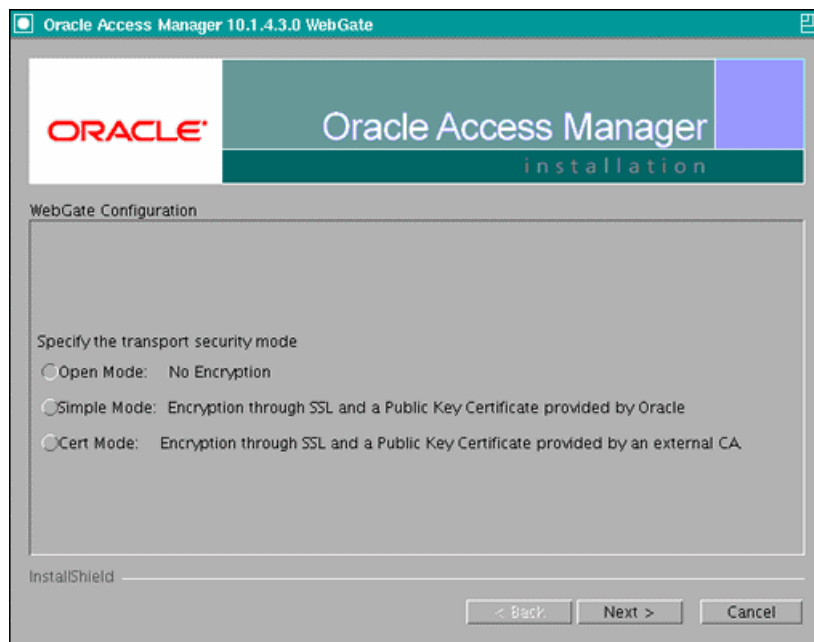 Oracle Access Manager 10.1.4.3.0 WebGate
ORACLE
Oracle Access Manager
installation
WebGate Configuration
Specify the transport security mode
Open Mode: No Encryption
Simple Mode: Encryption through SSL and a Public Key Certificate provided by Oracle
Cert Mode: Encryption through SSL and a Public Key Certificate provided by an external CA.
InstallShield
< Back Next > Cancel